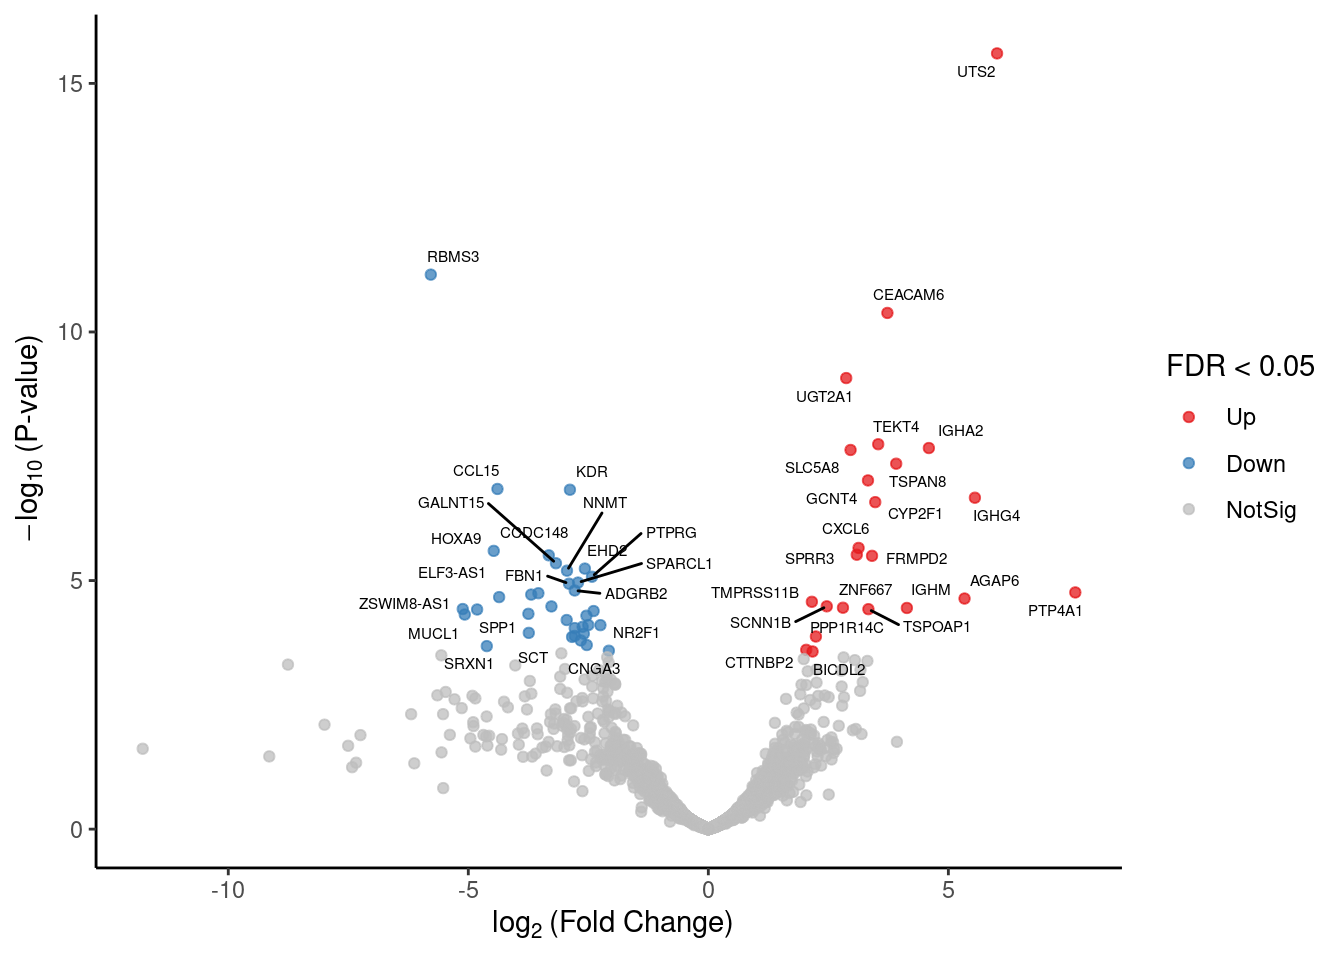 UTS2
15
RBMS3
CEACAM6
10
UGT2A1
TEKT4
IGHA2
SLC5A8
TSPAN8
CCL15
KDR
GALNT15
NNMT
GCNT4
CYP2F1
IGHG4
HOXA9
CCDC148
PTPRG
CXCL6
EHD2
SPARCL1
SPRR3
FRMPD2
ELF3-AS1
FBN1
5
ADGRB2
TMPRSS11B
ZNF667
IGHM
AGAP6
ZSWIM8-AS1
PTP4A1
SCNN1B
PPP1R14C
TSPOAP1
MUCL1
SPP1
NR2F1
SRXN1
SCT
CNGA3
CTTNBP2
BICDL2
0
-10
-5
0
5
log2 (Fold Change)
−log10 (P-value)
FDR < 0.05
Up
Down
NotSig